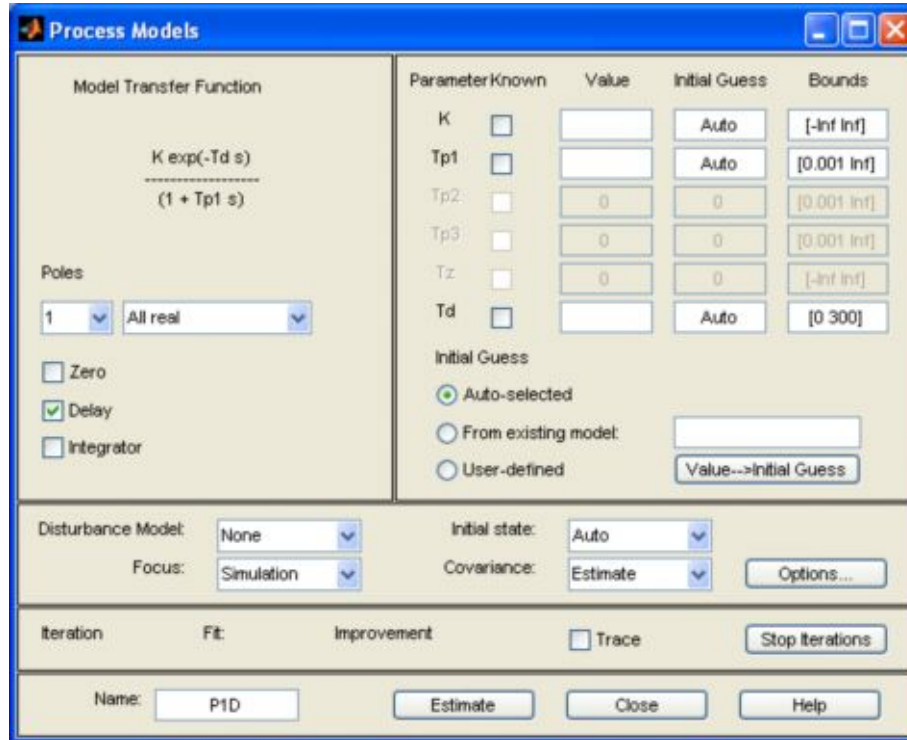 Process Models
Model Transfer Function
K exp(-Td s)
------------------
(1 + Tp1 s)
Poles
1 All real
Zero
Delay
Integrator
Parameter Known Value Initial Guess Bounds
K Auto [-Inf Inf]
Tp1 Auto [0.001 Inf]
Tp2 0 0 [0.001 Inf]
Tp3 0 0 [0.001 Inf]
Tz 0 0 [-Inf Inf]
Td Auto [0 300]
Initial Guess
Auto-selected
From existing model:
User-defined Value-->Initial Guess
Disturbance Model: None Initial state: Auto
Focus: Simulation Covariance: Estimate Options...
Iteration Fit: Improvement Trace Stop Iterations
Name: P1D Estimate Close Help